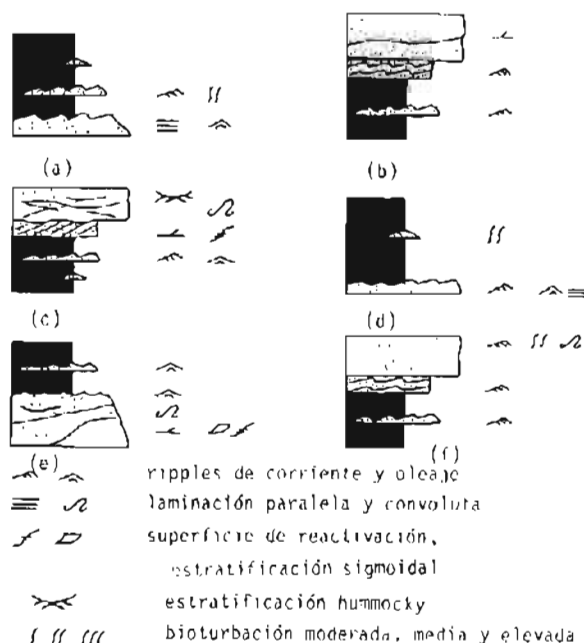 (a)
(b)
(c)
(d)
(e)
(f)
ripples de corriente y oleaje
laminación paralela y convoluta
superficie de reactivación,
estratificación sigmoidal
estratificación hummocky
bioturbación moderada, media y elevada